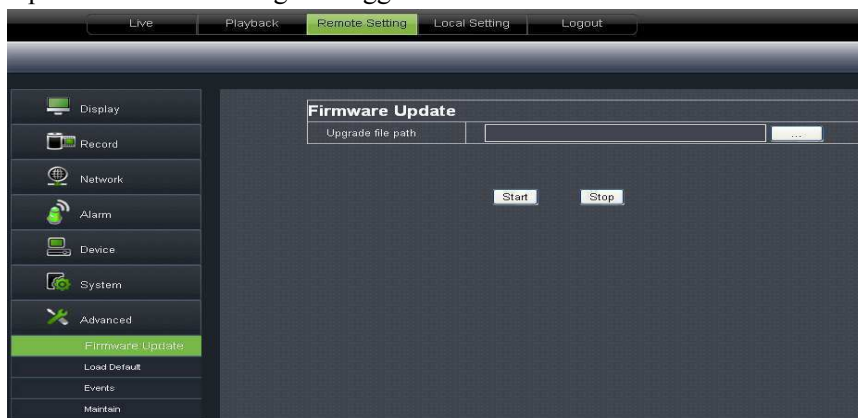 Live Playback Remote Setting Local Setting Logout
Display
Record
Network
Alarm
Device
System
Advanced
Firmware Update
Load Default
Events
Maintain
Firmware Update
Upgrade file path ...
Start Stop